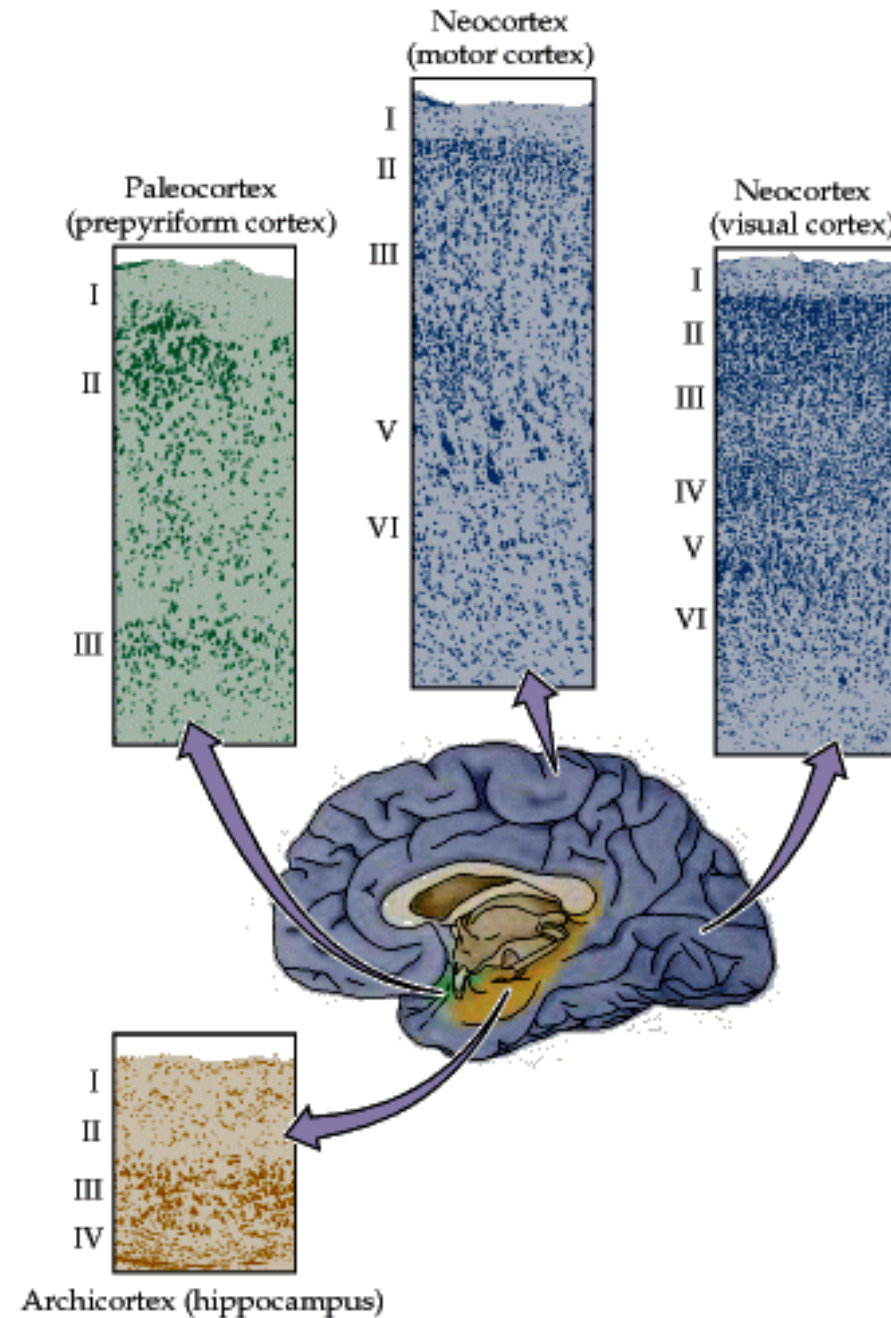 Neocortex
(motor cortex)
I
II
III
V
VI
Paleocortex
(prepyriform cortex)
I
II
III
Neocortex
(visual cortex)
I
II
III
IV
V
VI
I
II
III
IV
Archicortex (hippocampus)